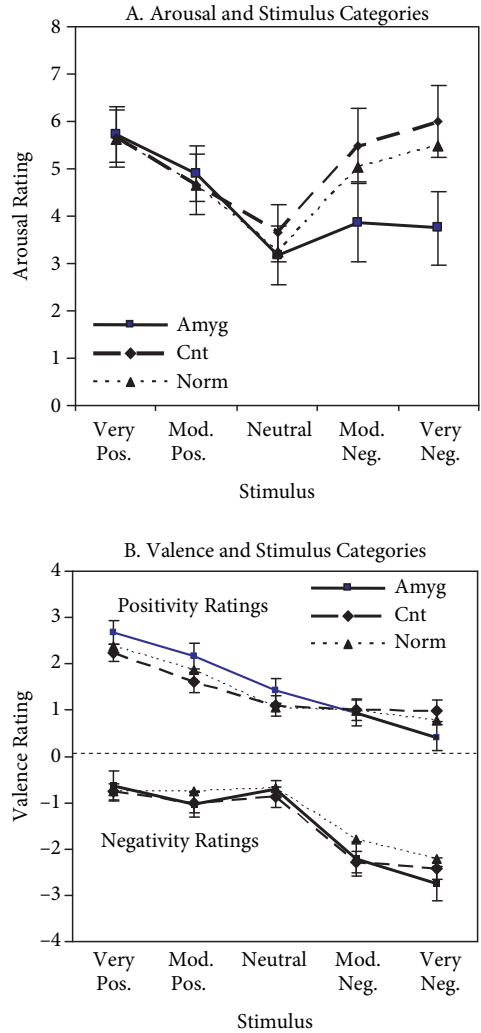 A. Arousal and Stimulus Categories
8
7
6
5
4
3
2
1
0
Arousal Rating
Amyg
Cnt
Norm
Very Pos.
Mod. Pos.
Neutral
Mod. Neg.
Very Neg.
Stimulus
B. Valence and Stimulus Categories
4
3
2
1
0
–1
–2
–3
–4
Valence Rating
Positivity Ratings
Amyg
Cnt
Norm
Negativity Ratings
Very Pos.
Mod. Pos.
Neutral
Mod. Neg.
Very Neg.
Stimulus